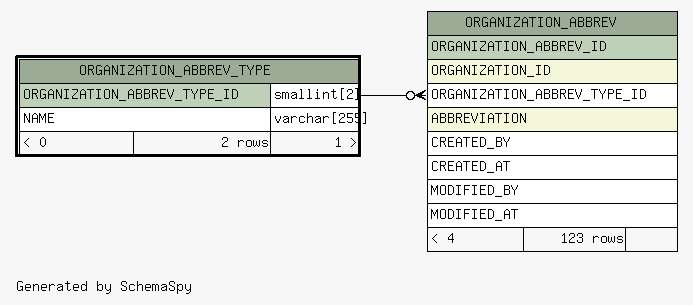 ORGANIZATION_ABBREV_TYPE
ORGANIZATION_ABBREV_TYPE_ID smallint[2]
NAME varchar[255]
< 0 2 rows 1 >
ORGANIZATION_ABBREV
ORGANIZATION_ABBREV_ID
ORGANIZATION_ID
ORGANIZATION_ABBREV_TYPE_ID
ABBREVIATION
CREATED_BY
CREATED_AT
MODIFIED_BY
MODIFIED_AT
< 4 123 rows
Generated by SchemaSpy